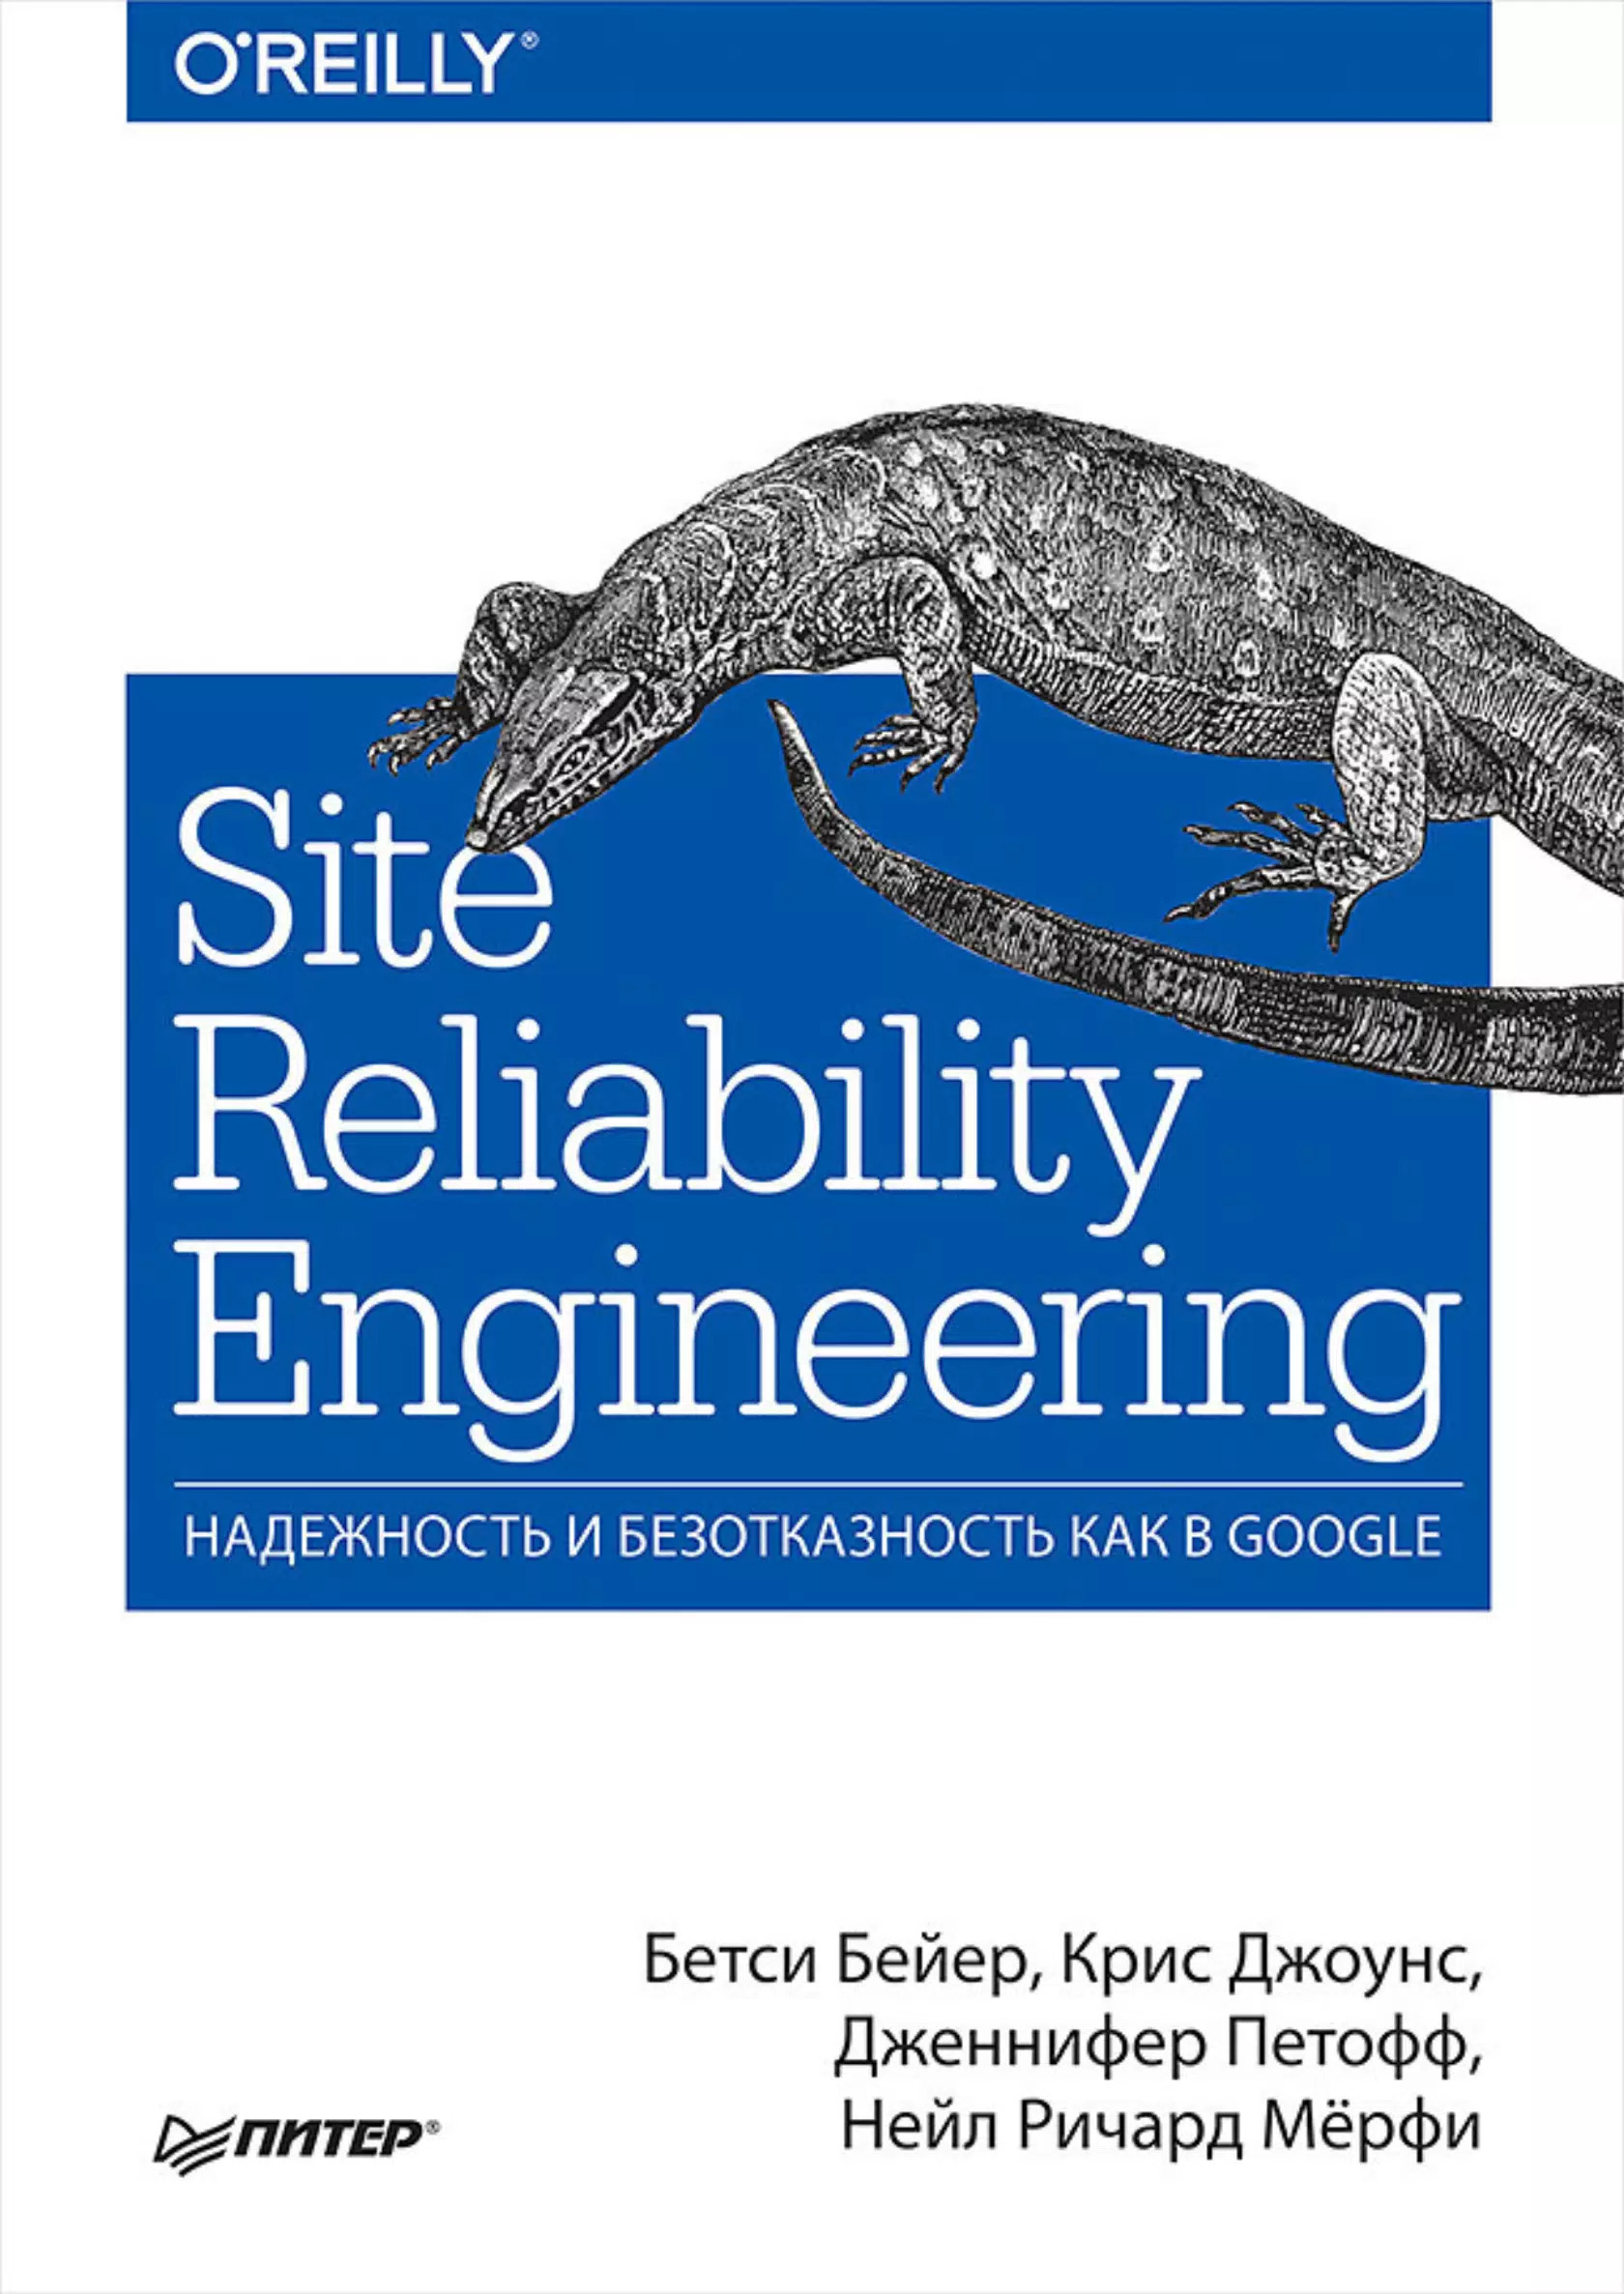 O'REILLY®
Site
Reliability
Engineering
НАДЕЖНОСТЬ И БЕЗОТКАЗНОСТЬ КАК В GOOGLE
Бетси Бейер, Крис Джоунс,
Дженнифер Петофф,
Нейл Ричард Мёрфи
ПИТЕР®